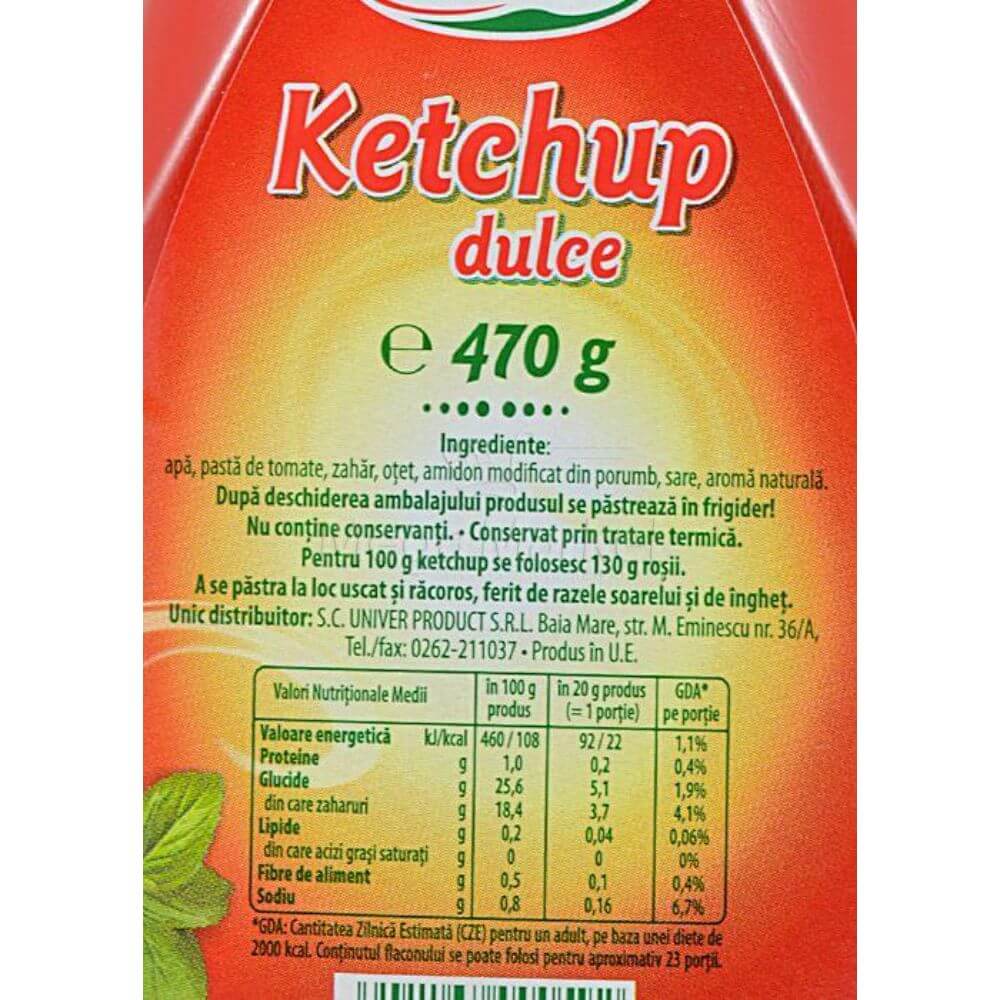 Ketchup
dulce
℮ 470 g
Ingrediente:
apă, pastă de tomate, zahăr, oțet, amidon modificat din porumb, sare, aromă naturală.
După deschiderea ambalajului produsul se păstrează în frigider!
Nu conține conservanți. • Conservat prin tratare termică.
Pentru 100 g ketchup se folosesc 130 g roșii.
A se păstra la loc uscat și răcoros, ferit de razele soarelui și de îngheț.
Unic distribuitor: S.C. UNIVER PRODUCT S.R.L. Baia Mare, str. M. Eminescu nr. 36/A,
Tel./fax: 0262-211037 • Produs în U.E.
Valori Nutriționale Medii în 100 g produs în 20 g produs (= 1 porție) GDA* pe porție
Valoare energetică kJ/kcal 460/108 92/22 1,1%
Proteine g 1,0 0,2 0,4%
Glucide g 25,6 5,1 1,9%
din care zaharuri g 18,4 3,7 4,1%
Lipide g 0,2 0,04 0,06%
din care acizi grași saturați g 0 0 0%
Fibre de aliment g 0,5 0,1 0,4%
Sodiu g 0,8 0,16 6,7%
*GDA: Cantitatea Zilnică Estimată (CZE) pentru un adult, pe baza unei diete de
2000 kcal. Conținutul flaconului se poate folosi pentru aproximativ 23 porții.